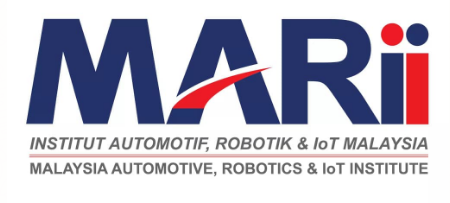 MARii
INSTITUT AUTOMOTIF, ROBOTIK & IoT MALAYSIA
MALAYSIA AUTOMOTIVE, ROBOTICS & IoT INSTITUTE